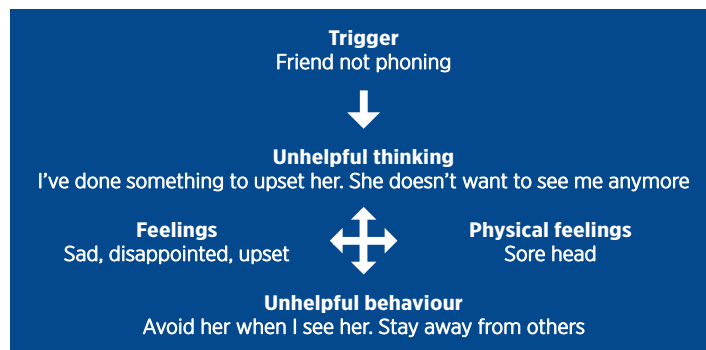 Trigger
Friend not phoning
Unhelpful thinking
I’ve done something to upset her. She doesn’t want to see me anymore
Feelings
Sad, disappointed, upset
Physical feelings
Sore head
Unhelpful behaviour
Avoid her when I see her. Stay away from others